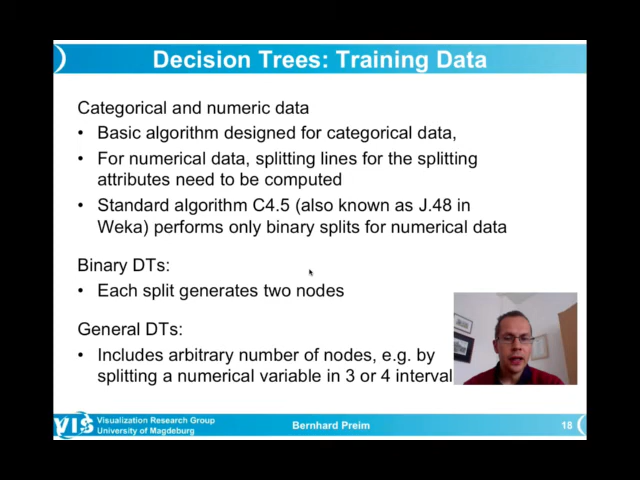 Decision Trees: Training Data
Categorical and numeric data
• Basic algorithm designed for categorical data,
• For numerical data, splitting lines for the splitting
attributes need to be computed
• Standard algorithm C4.5 (also known as J.48 in
Weka) performs only binary splits for numerical data
Binary DTs:
• Each split generates two nodes
General DTs:
• Includes arbitrary number of nodes, e.g. by
splitting a numerical variable in 3 or 4 interval
VIS
Visualization Research Group
University of Magdeburg
Bernhard Preim
18